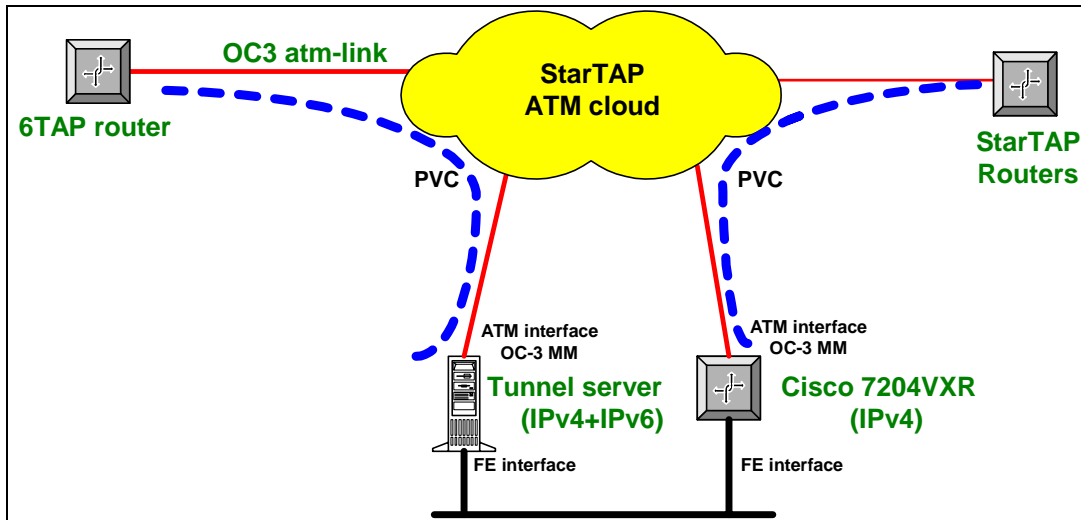 OC3 atm-link
StarTAP
ATM cloud
6TAP router
StarTAP
Routers
PVC
PVC
ATM interface
OC-3 MM
ATM interface
OC-3 MM
Tunnel server
(IPv4+IPv6)
Cisco 7204VXR
(IPv4)
FE interface
FE interface